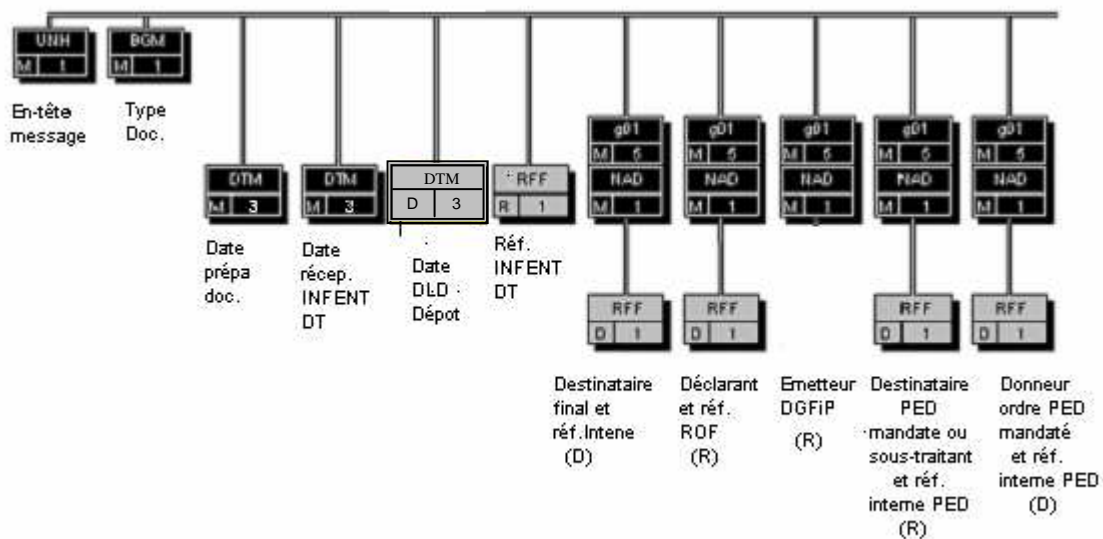 UNH
M 1
En-tête
message
BGM
M 1
Type
Doc.
DTM
M 3
Date
prépa
doc.
DTM
M 3
Date
récep.
INFENT
DT
DTM
D 3
Date
DLD
Dépot
RFF
R 1
Réf.
INFENT
DT
g01
M 5
NAD
M 1
RFF
D 1
Destinataire
final et
réf.Intene
(D)
g01
M 5
NAD
M 1
RFF
D 1
Déclarant
et réf.
ROF
(R)
g01
M 5
NAD
M 1
Emetteur
DGFiP
(R)
g01
M 5
NAD
M 1
RFF
D 1
Destinataire
PED
mandate ou
sous-traitant
et réf.
interne PED
(R)
g01
M 5
NAD
M 1
RFF
D 1
Donneur
ordre PED
mandaté
et réf.
interne PED
(D)